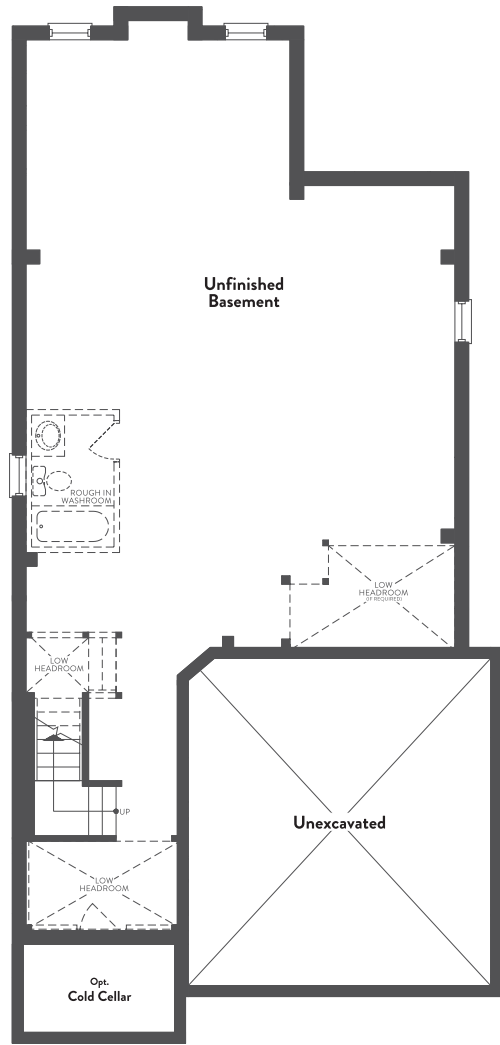 Unfinished
Basement
ROUGH IN
WASHROOM
LOW
HEADROOM
(IF REQUIRED)
LOW
HEADROOM
UP
Unexcavated
LOW
HEADROOM
Opt.
Cold Cellar